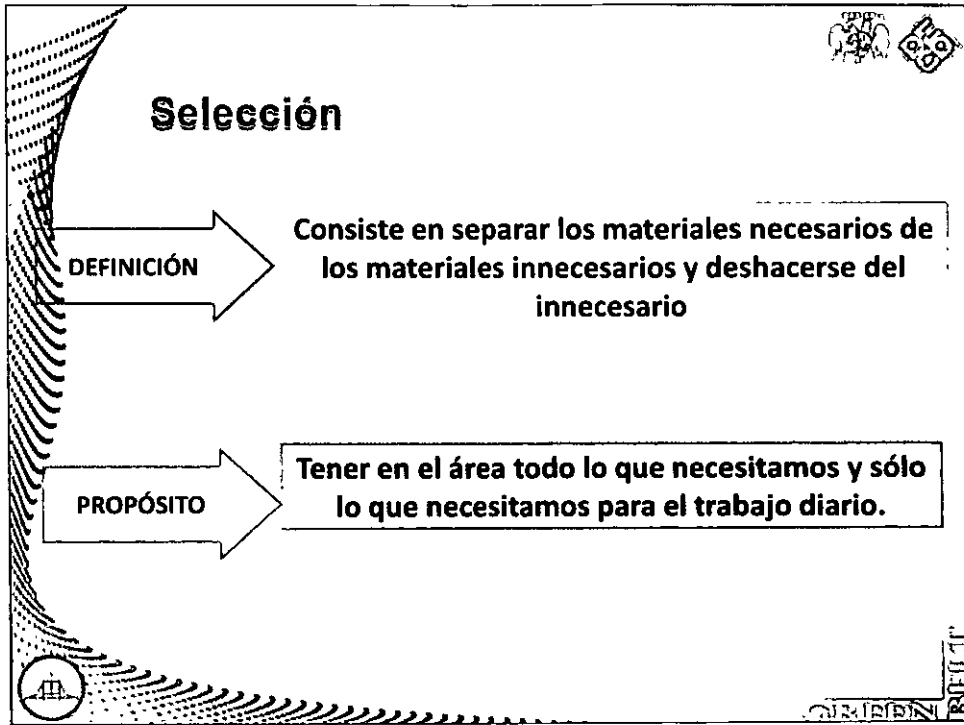 Selección
DEFINICIÓN
Consiste en separar los materiales necesarios de
los materiales innecesarios y deshacerse del
innecesario
PROPÓSITO
Tener en el área todo lo que necesitamos y sólo
lo que necesitamos para el trabajo diario.